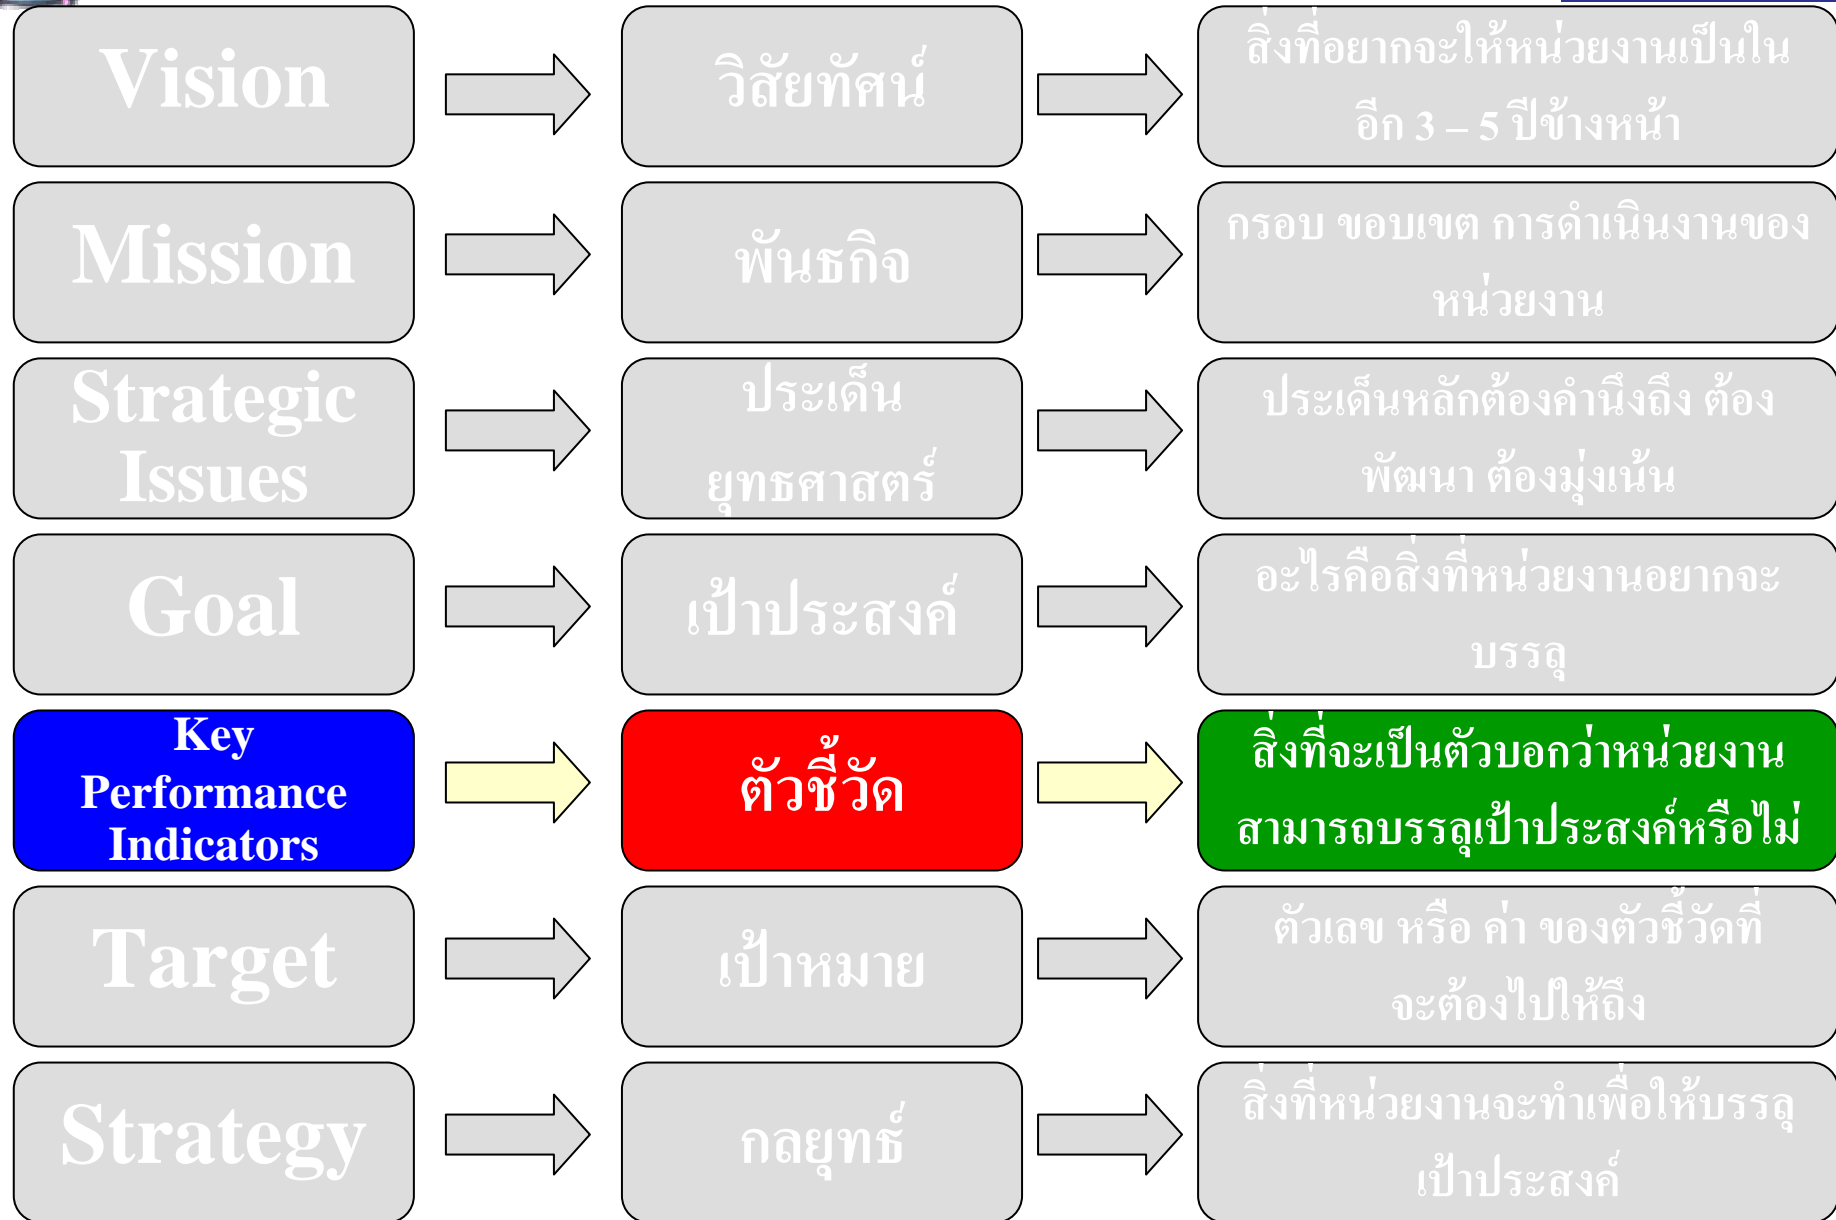 Vision
วิสัยทัศน์
สิ่งที่อยากจะให้หน่วยงานเป็นใน
อีก 3 – 5 ปีข้างหน้า
Mission
พันธกิจ
กรอบ ขอบเขต การดำเนินงานของ
หน่วยงาน
Strategic
Issues
ประเด็น
ยุทธศาสตร์
ประเด็นหลักต้องคำนึงถึง ต้อง
พัฒนา ต้องมุ่งเน้น
Goal
เป้าประสงค์
อะไรคือสิ่งที่หน่วยงานอยากจะ
บรรลุ
Key
Performance
Indicators
ตัวชี้วัด
สิ่งที่จะเป็นตัวบอกว่าหน่วยงาน
สามารถบรรลุเป้าประสงค์หรือไม่
Target
เป้าหมาย
ตัวเลข หรือ ค่า ของตัวชี้วัดที่
จะต้องไปให้ถึง
Strategy
กลยุทธ์
สิ่งที่หน่วยงานจะทำเพื่อให้บรรลุ
เป้าประสงค์